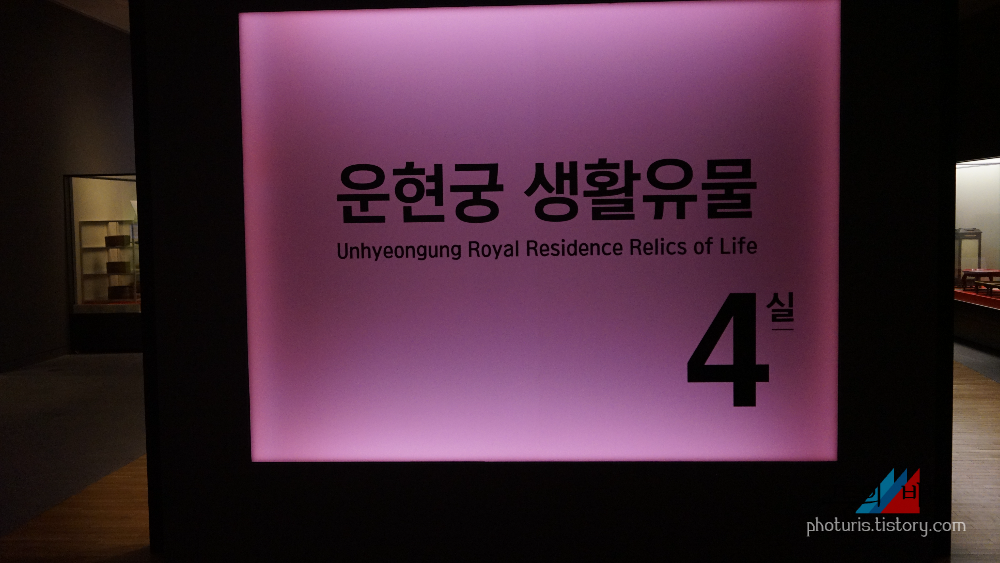 운현궁 생활유물
Unhyeongung Royal Residence Relics of Life
4실
photuris.tistory.com